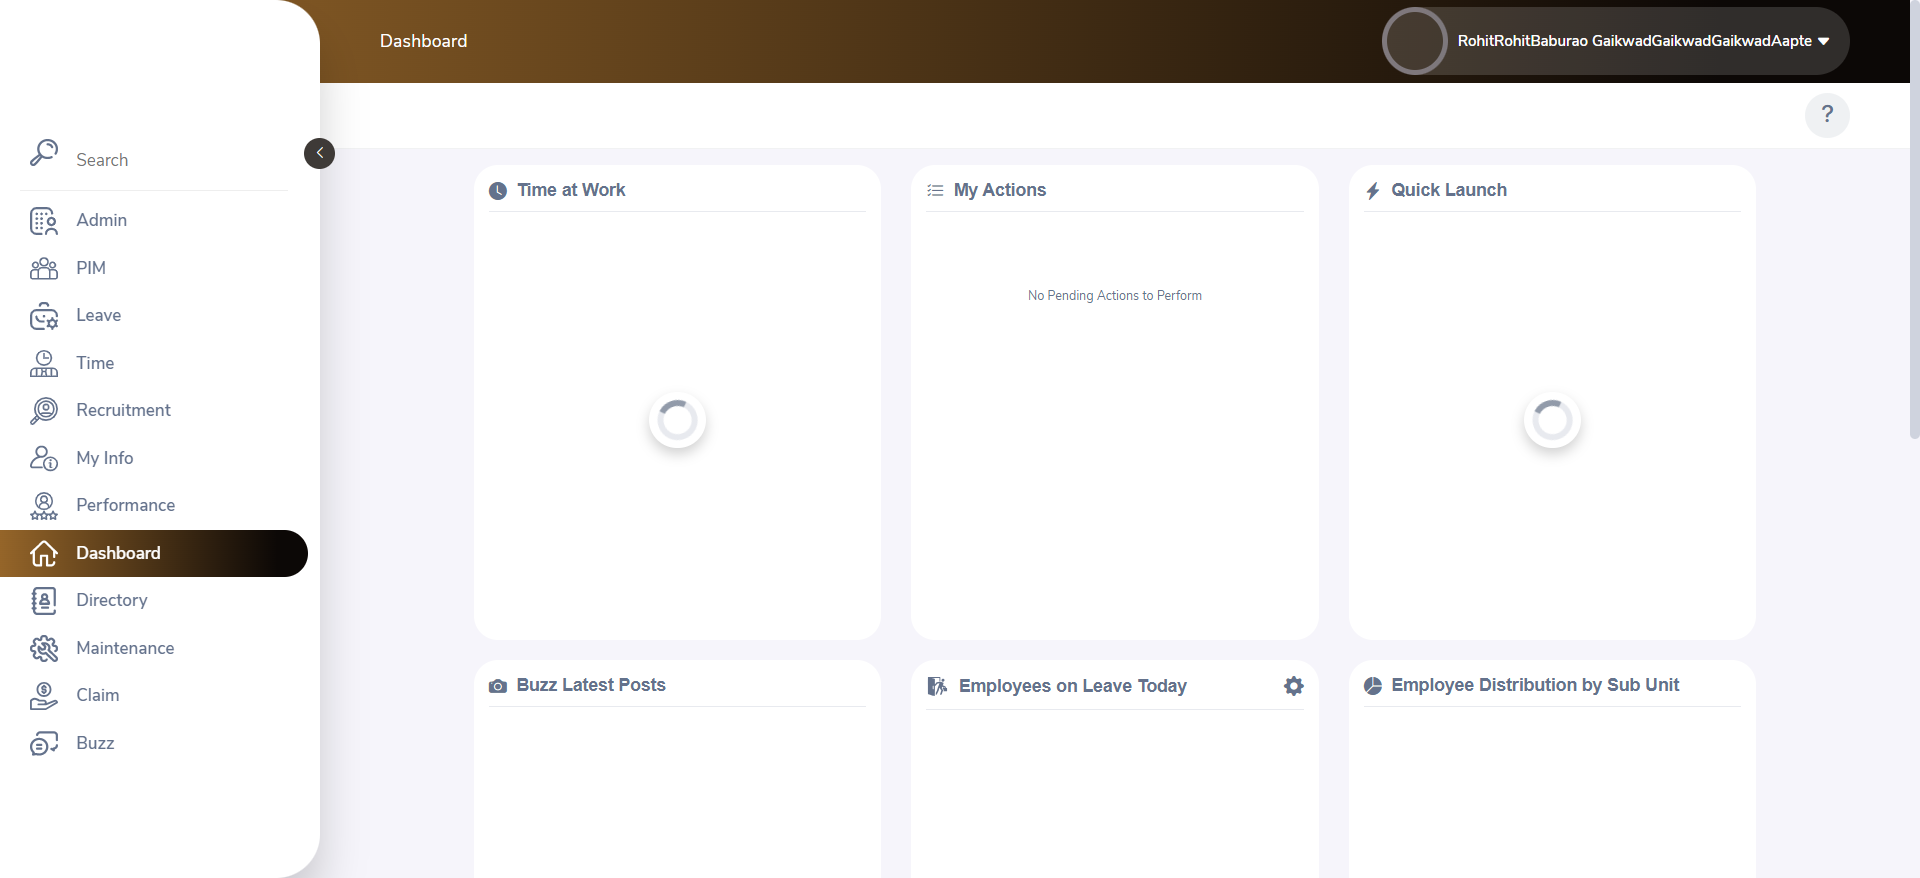 Dashboard
RohitRohitBaburao GaikwadGaikwadGaikwadAapte
?
Search
Admin
PIM
Leave
Time
Recruitment
My Info
Performance
Dashboard
Directory
Maintenance
Claim
Buzz
Time at Work
My Actions
No Pending Actions to Perform
Quick Launch
Buzz Latest Posts
Employees on Leave Today
Employee Distribution by Sub Unit